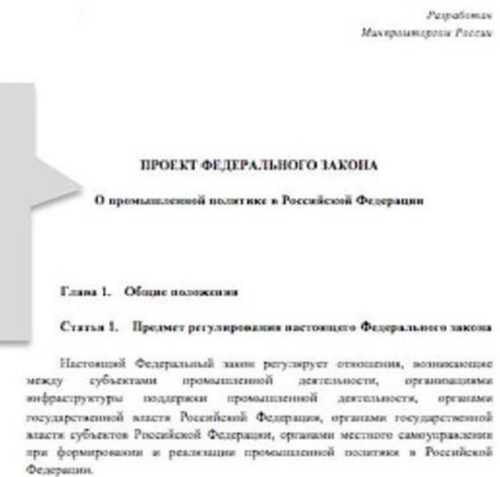 Разработан
Минпромторгом России
ПРОЕКТ ФЕДЕРАЛЬНОГО ЗАКОНА
О промышленной политике в Российской Федерации
Глава 1. Общие положения
Статья 1. Предмет регулирования настоящего Федерального закона
Настоящий Федеральный закон регулирует отношения, возникающие
между субъектами промышленной деятельности, организациями
инфраструктуры поддержки промышленной деятельности, органами
государственной власти Российской Федерации, органами государственной
власти субъектов Российской Федерации, органами местного самоуправления
при формировании и реализации промышленной политики в Российской
Федерации.